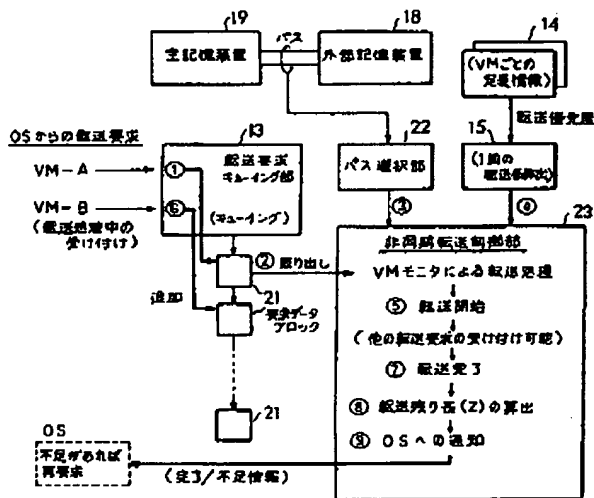 19
主記憶装置
パス
18
外部記憶装置
14
(VMごとの
定義情報)
転送優先度
OSからの転送要求
VM-A
VM-B
(転送処理中の
受け付け)
13
① 転送要求
キューイング部
⑥
(キューイング)
22
パス選択部
③
15
(1回の
転送長算出)
④
23
② 取り出し
21
追加
21
要求データ
ブロック
21
非同期転送制御部
VMモニタによる転送処理
⑤ 転送開始
(他の転送要求の受け付け可能)
⑦ 転送完了
⑧ 転送残り長(Z)の算出
⑨ OSへの通知
OS
不足があれば
再要求
(完了/不足情報)